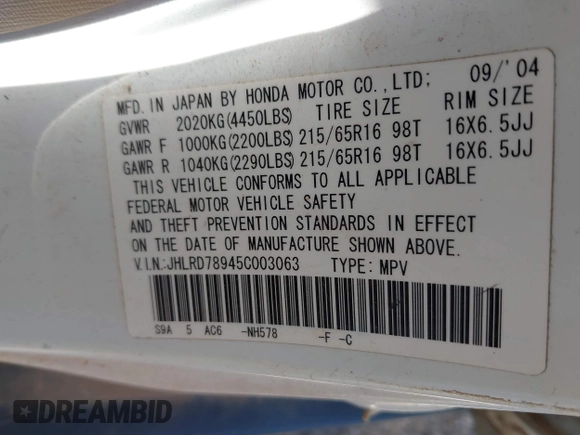 MFD. IN JAPAN BY HONDA MOTOR CO.,LTD; 09/'04
GVWR 2020KG(4450LBS) TIRE SIZE RIM SIZE
GAWR F 1000KG(2200LBS) 215/65R16 98T 16X6.5JJ
GAWR R 1040KG(2290LBS) 215/65R16 98T 16X6.5JJ
THIS VEHICLE CONFORMS TO ALL APPLICABLE
FEDERAL MOTOR VEHICLE SAFETY
AND THEFT PREVENTION STANDARDS IN EFFECT
ON THE DATE OF MANUFACTURE SHOWN ABOVE.
V.I.N.:JHLRD78945C003063 TYPE: MPV
S9A 5 AC6 -NH578 -F -C
DREAMBID